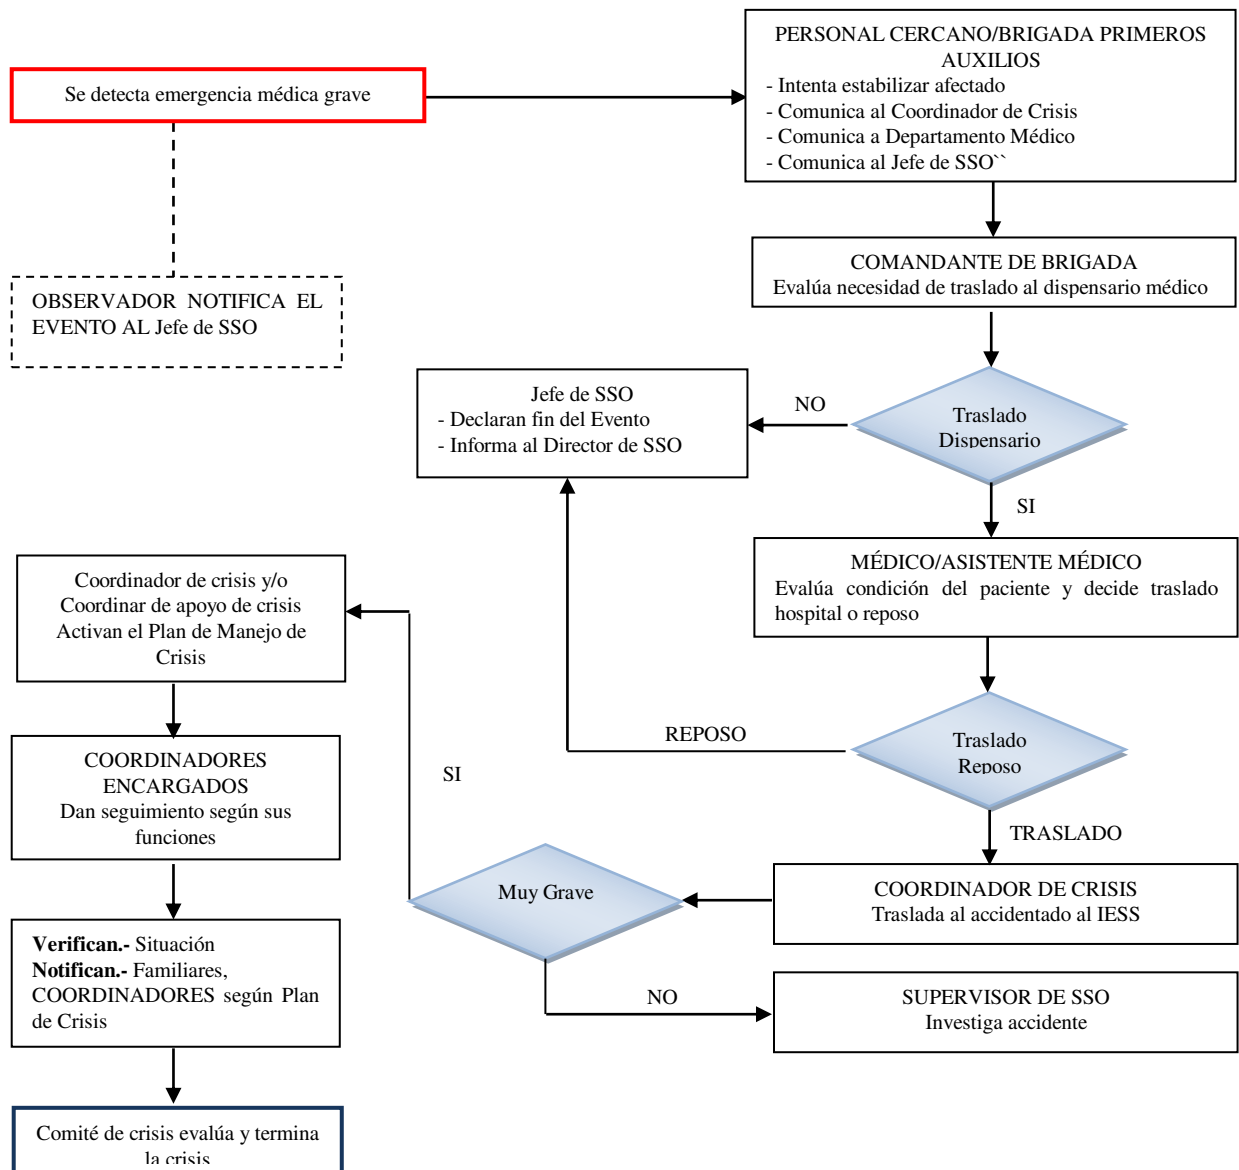 PERSONAL CERCANO/BRIGADA PRIMEROS
AUXILIOS
- Intenta estabilizar afectado
- Comunica al Coordinador de Crisis
- Comunica a Departamento Médico
- Comunica al Jefe de SSO``
Se detecta emergencia médica grave
COMANDANTE DE BRIGADA
Evalúa necesidad de traslado al dispensario médico
OBSERVADOR NOTIFICA EL
EVENTO AL Jefe de SSO
Jefe de SSO
- Declaran fin del Evento
- Informa al Director de SSO
NO
Traslado
Dispensario
SI
MÉDICO/ASISTENTE MÉDICO
Evalúa condición del paciente y decide traslado
hospital o reposo
Coordinador de crisis y/o
Coordinar de apoyo de crisis
Activan el Plan de Manejo de
Crisis
REPOSO
Traslado
Reposo
COORDINADORES
ENCARGADOS
Dan seguimiento según sus
funciones
SI
TRASLADO
Muy Grave
COORDINADOR DE CRISIS
Traslada al accidentado al IESS
Verifican.- Situación
Notifican.- Familiares,
COORDINADORES según Plan
de Crisis
NO
SUPERVISOR DE SSO
Investiga accidente
Comité de crisis evalúa y termina
la crisis